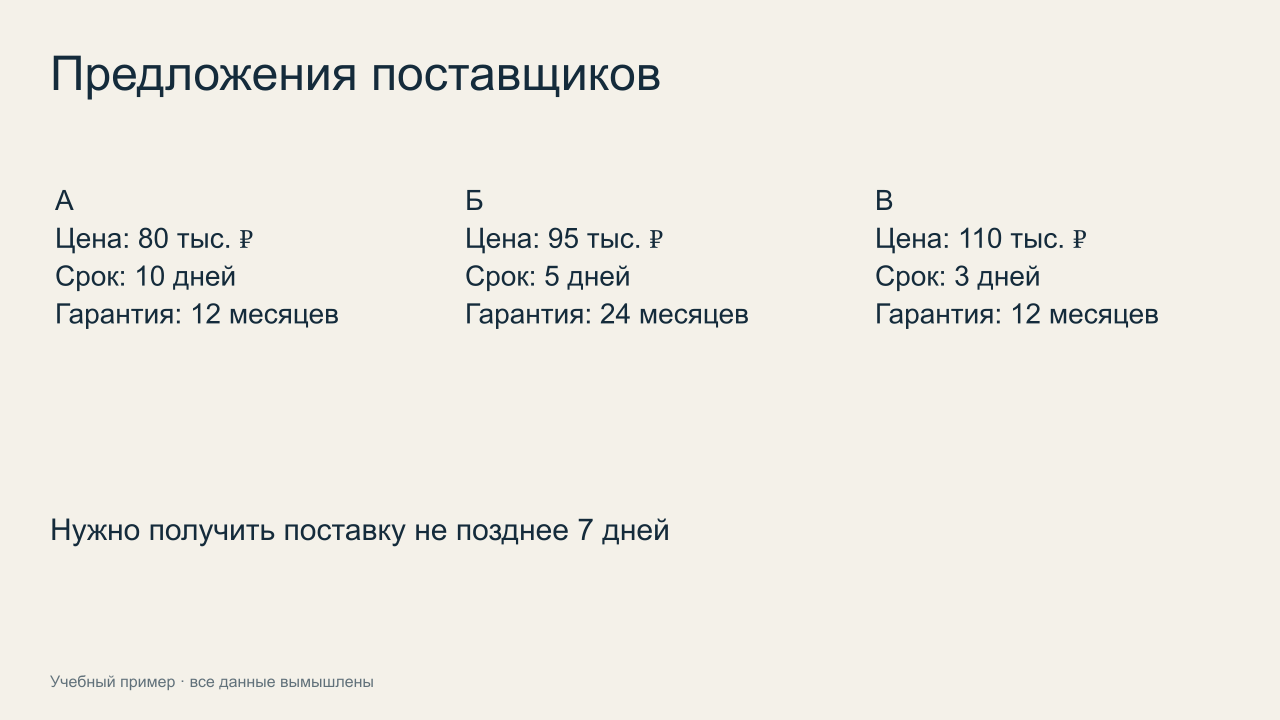 Предложения поставщиков
А
Цена: 80 тыс. ₽
Срок: 10 дней
Гарантия: 12 месяцев
Б
Цена: 95 тыс. ₽
Срок: 5 дней
Гарантия: 24 месяцев
В
Цена: 110 тыс. ₽
Срок: 3 дней
Гарантия: 12 месяцев
Нужно получить поставку не позднее 7 дней
Учебный пример · все данные вымышлены